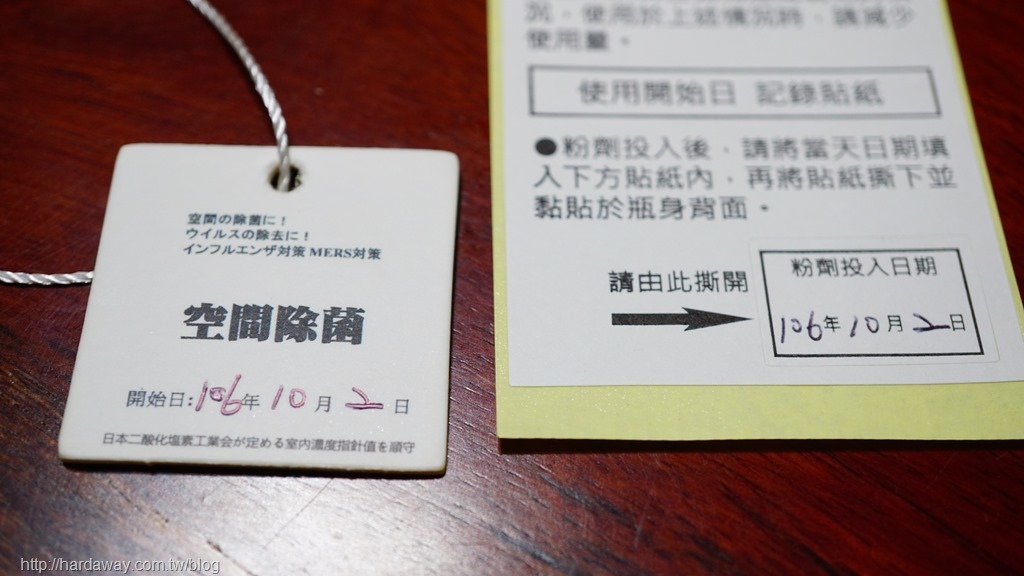 空間の除菌に！
ウイルスの除去に！
インフルエンザ対策 MERS対策
空間除菌
開始日:106年10月2日
日本二酸化塩素工業会が定める室内濃度指針値を順守
況，使用於上述情況時，請減少
使用量。
使用開始日 記錄貼紙
●粉劑投入後，請將當天日期填
入下方貼紙內，再將貼紙撕下並
黏貼於瓶身背面。
請由此撕開
粉劑投入日期
106年10月2日
http://hardaway.com.tw/blog